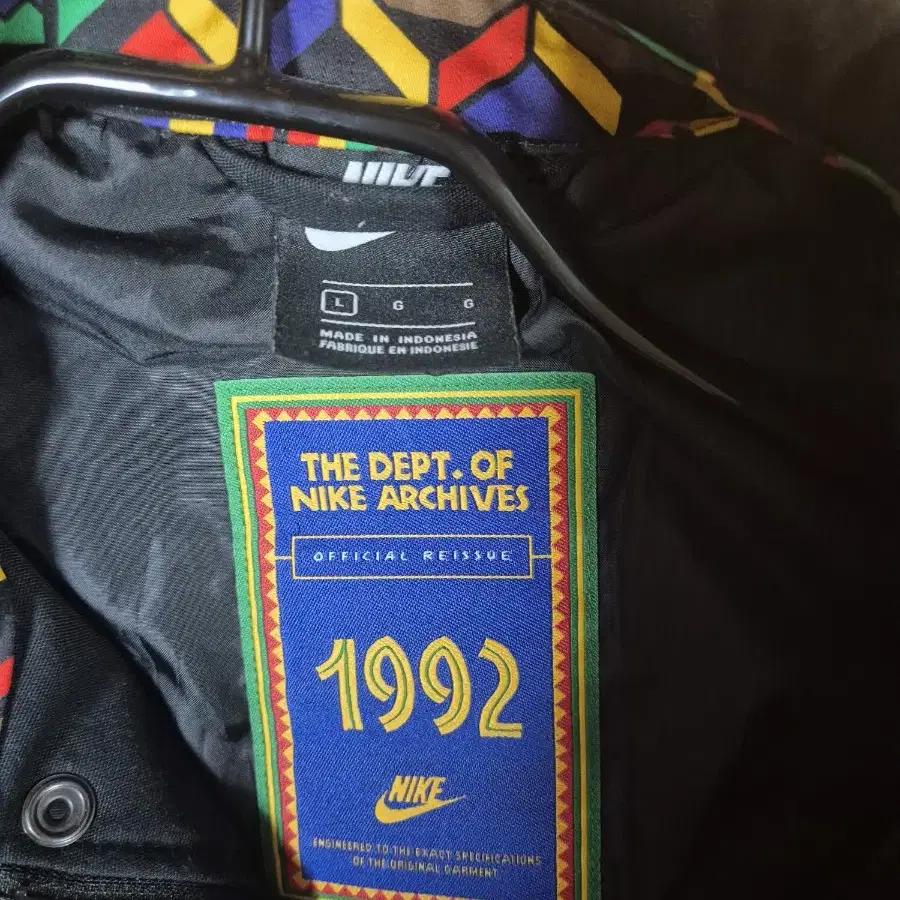 L G G
MADE IN INDONESIA
FABRIQUE EN INDONESIE
THE DEPT. OF
NIKE ARCHIVES
OFFICIAL REISSUE
1992
NIKE
ENGINEERED TO THE EXACT SPECIFICATIONS
OF THE ORIGINAL GARMENT